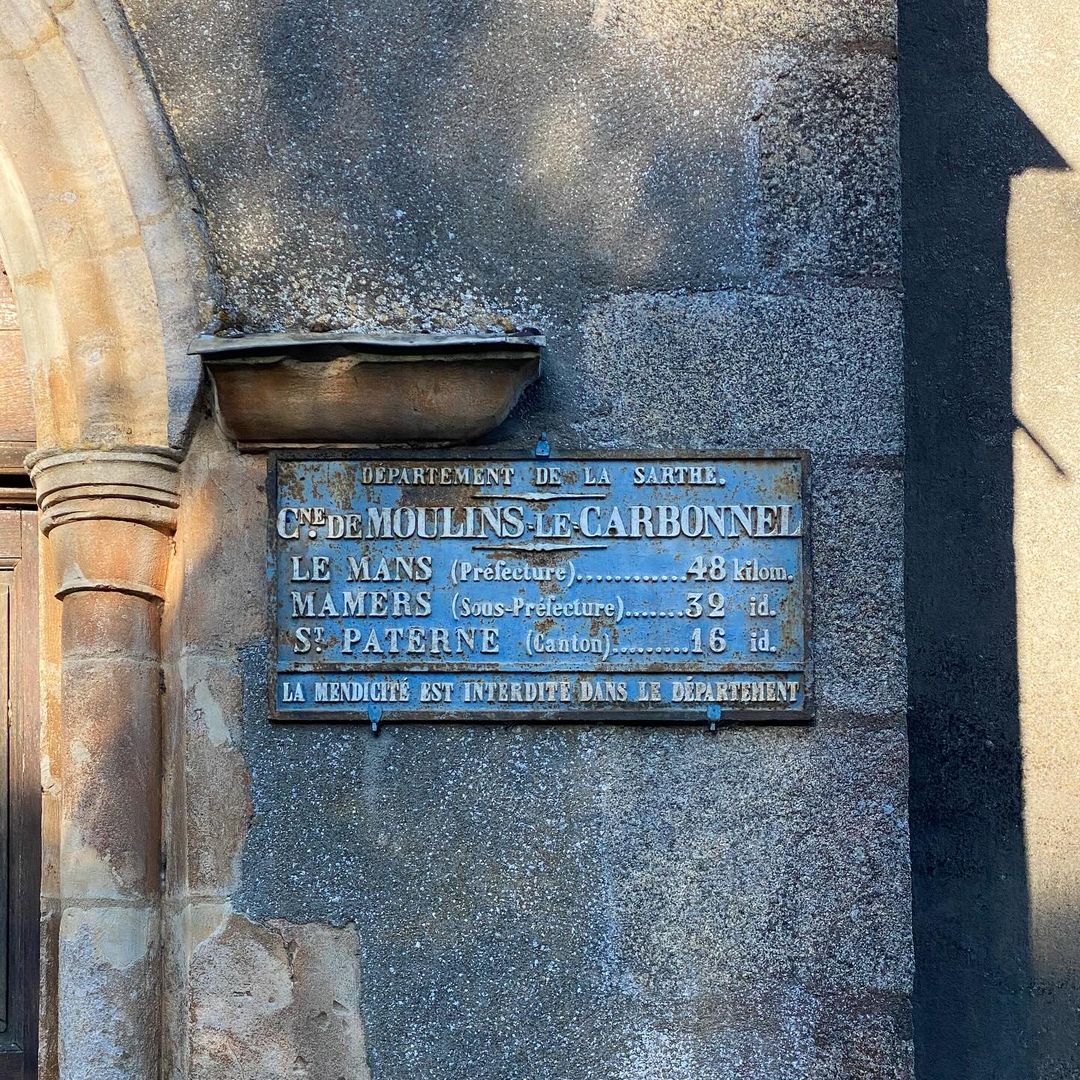 DÉPARTEMENT DE LA SARTHE.
CNE. DE MOULINS-LE-CARBONNEL
LE MANS (Préfecture)............48 kilom.
MAMERS (Sous-Préfecture).......32 id.
ST. PATERNE (Canton).........16 id.
LA MENDICITÉ EST INTERDITE DANS LE DÉPARTEMENT